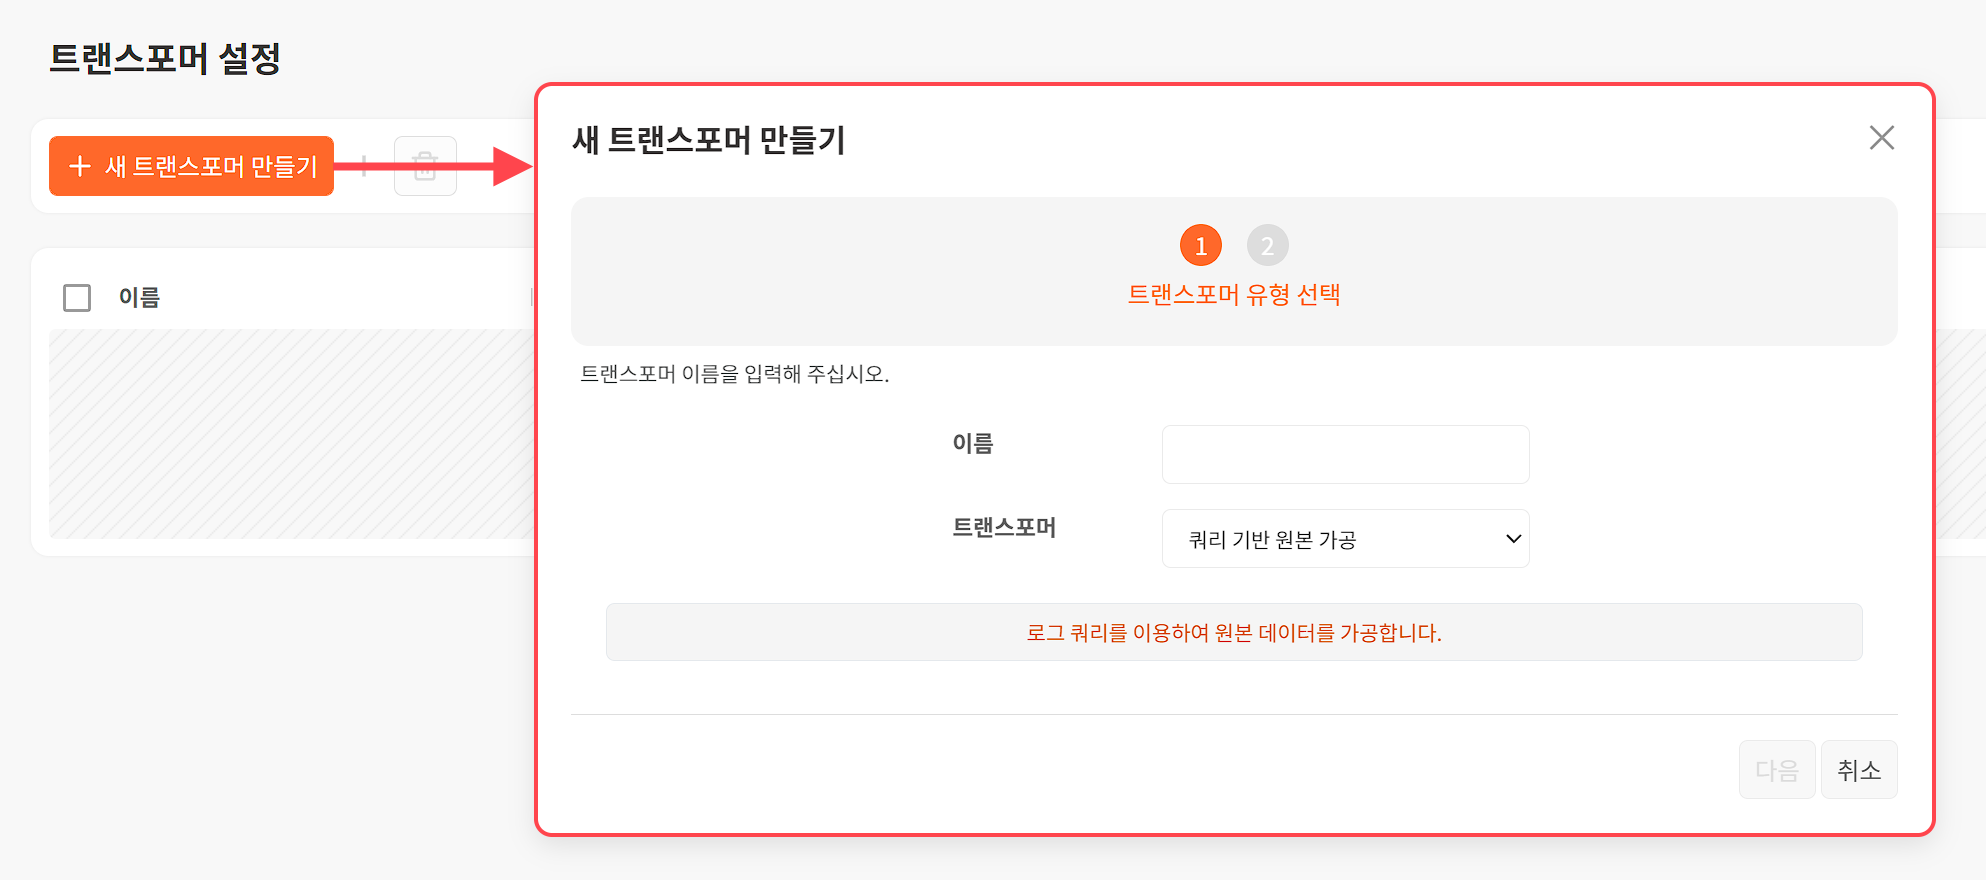 트랜스포머 설정
새 트랜스포머 만들기
이름
새 트랜스포머 만들기
1 2
트랜스포머 유형 선택
트랜스포머 이름을 입력해 주십시오.
이름
트랜스포머
쿼리 기반 원본 가공
로그 쿼리를 이용하여 원본 데이터를 가공합니다.
다음 취소